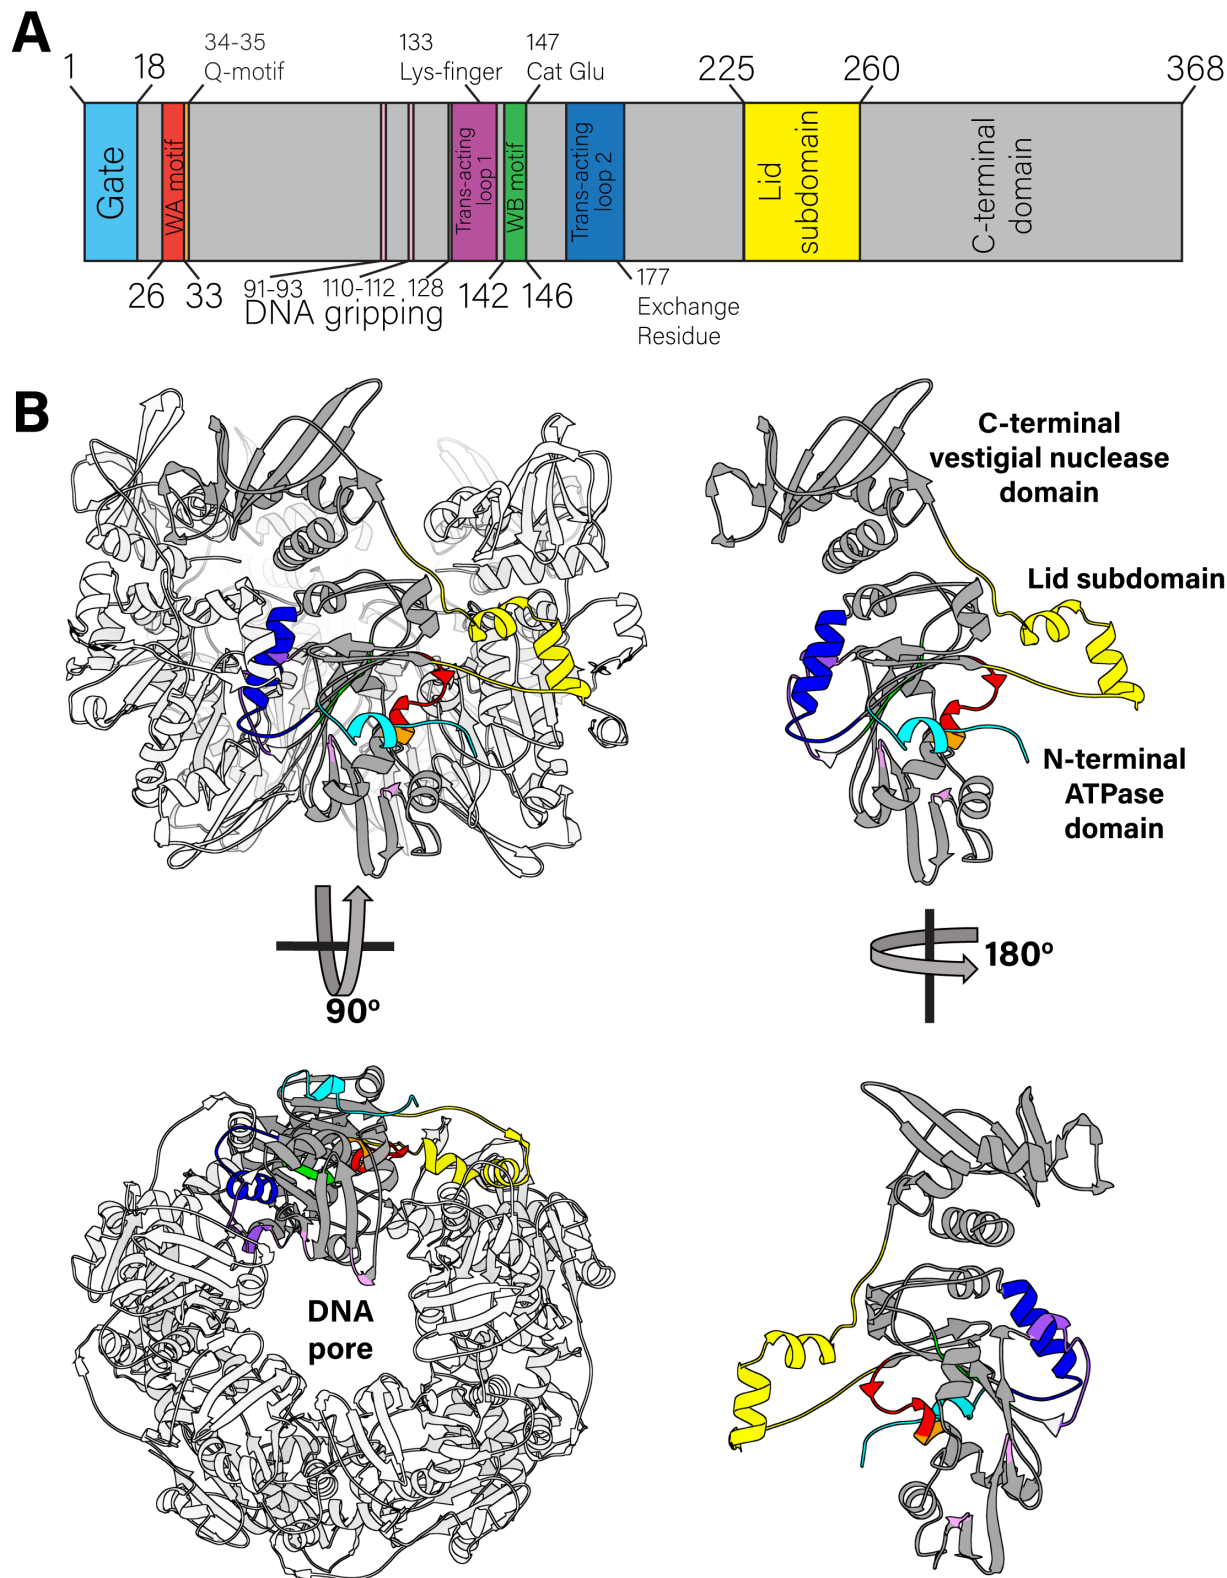 A
34-35
133
147
1
18
Q-motif
Lys-finger
Cat Glu
225
260
368
Gate
WA motif
Trans-acting
loop 1
WB motif
Trans-acting
loop 2
Lid
subdomain
C-terminal
domain
26
33
91-93
110-112
128
142
146
177
DNA gripping
Exchange
Residue
B
C-terminal
vestigial nuclease
domain
Lid subdomain
N-terminal
ATPase
domain
90º
180º
DNA
pore